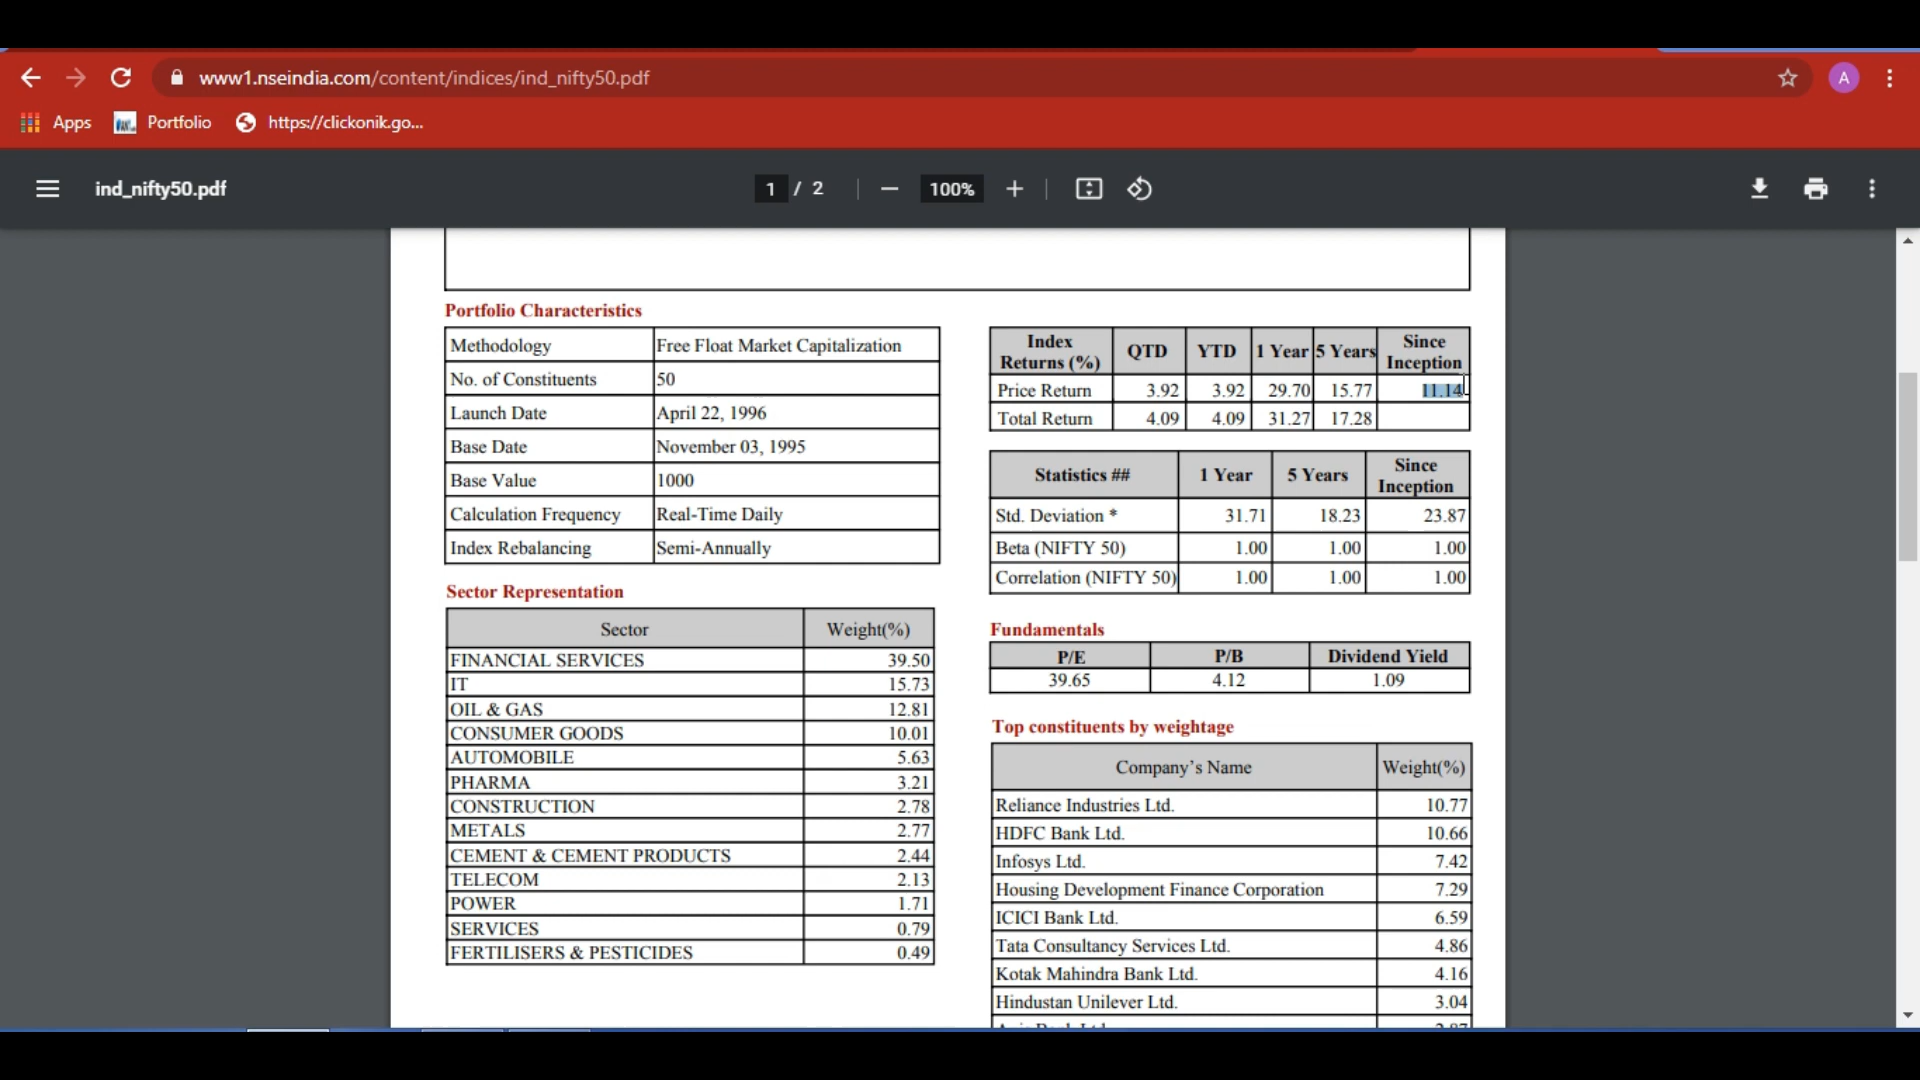 www1.nseindia.com/content/indices/ind_nifty50.pdf
A
Apps Portfolio https://clickonik.go...
ind_nifty50.pdf 1 / 2 100%
Portfolio Characteristics
Methodology Free Float Market Capitalization
No. of Constituents 50
Launch Date April 22, 1996
Base Date November 03, 1995
Base Value 1000
Calculation Frequency Real-Time Daily
Index Rebalancing Semi-Annually
Sector Representation
Sector Weight(%)
FINANCIAL SERVICES 39.50
IT 15.73
OIL & GAS 12.81
CONSUMER GOODS 10.01
AUTOMOBILE 5.63
PHARMA 3.21
CONSTRUCTION 2.78
METALS 2.77
CEMENT & CEMENT PRODUCTS 2.44
TELECOM 2.13
POWER 1.71
SERVICES 0.79
FERTILISERS & PESTICIDES 0.49
Index Returns (%) QTD YTD 1 Year 5 Years Since Inception
Price Return 3.92 3.92 29.70 15.77 11.14
Total Return 4.09 4.09 31.27 17.28
Statistics ## 1 Year 5 Years Since Inception
Std. Deviation * 31.71 18.23 23.87
Beta (NIFTY 50) 1.00 1.00 1.00
Correlation (NIFTY 50) 1.00 1.00 1.00
Fundamentals
P/E P/B Dividend Yield
39.65 4.12 1.09
Top constituents by weightage
Company's Name Weight(%)
Reliance Industries Ltd. 10.77
HDFC Bank Ltd. 10.66
Infosys Ltd. 7.42
Housing Development Finance Corporation 7.29
ICICI Bank Ltd. 6.59
Tata Consultancy Services Ltd. 4.86
Kotak Mahindra Bank Ltd. 4.16
Hindustan Unilever Ltd. 3.04